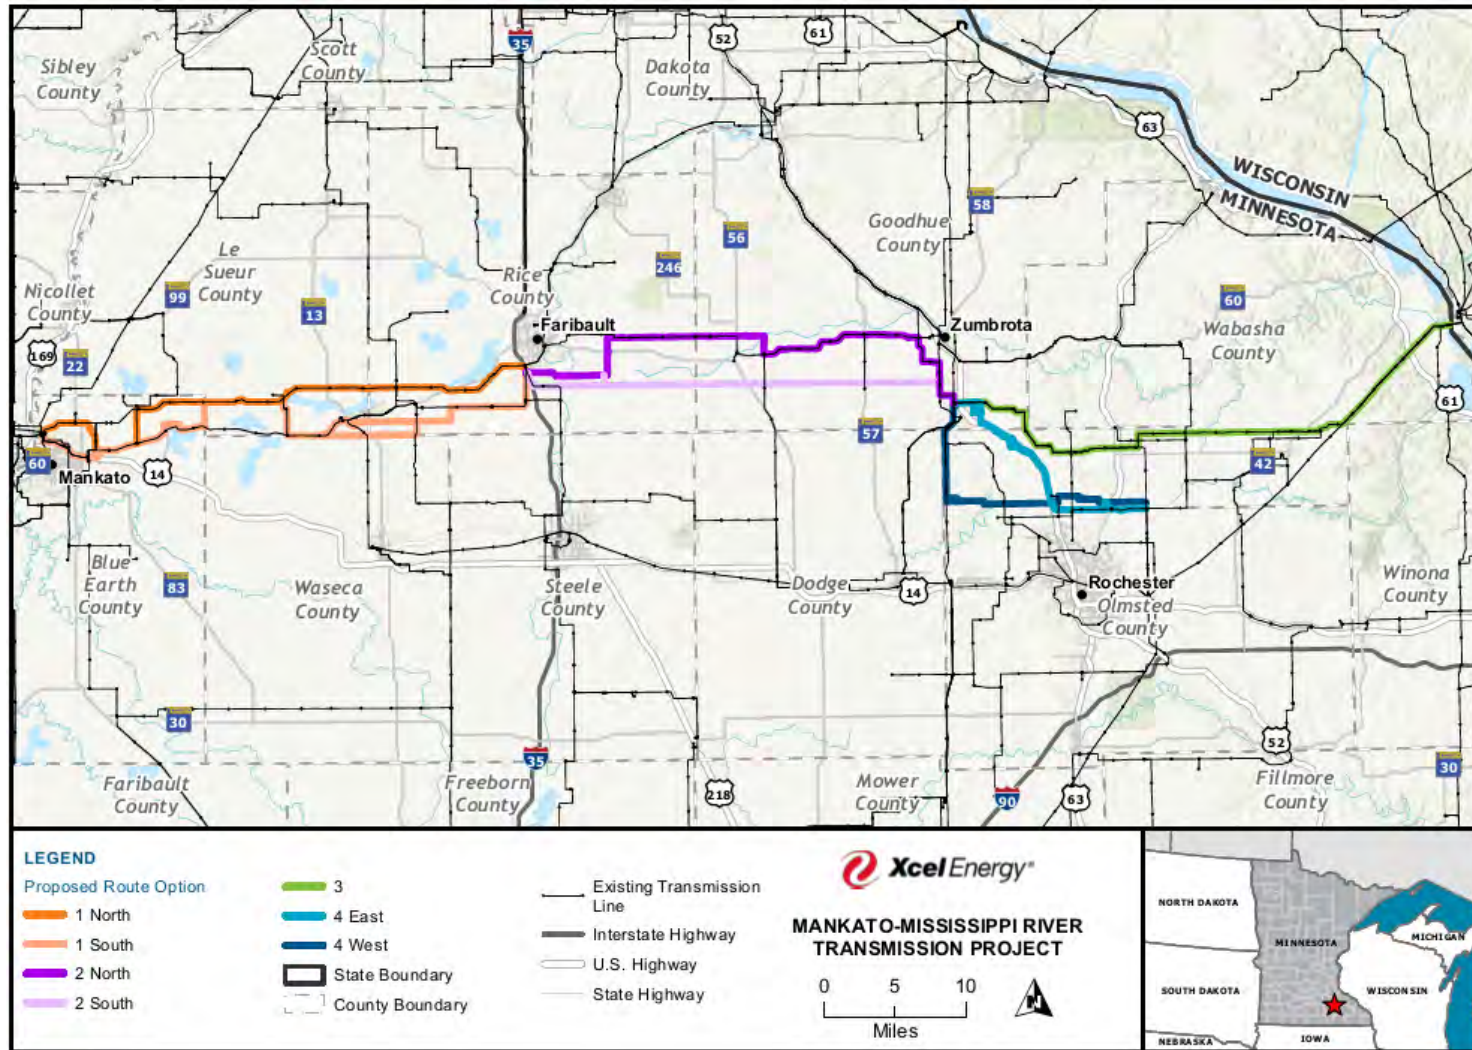 Scott
County
Sibley
County
35
52
61
Dakota
County
63
WISCONSIN
MINNESOTA
58
Goodhue
County
56
246
Le
Sueur
County
99
Nicollet
County
13
Rice
County
60
Wabasha
County
Faribault
Zumbrota
169
22
61
57
42
60
Mankato
14
Blue
Earth
County
83
Waseca
County
Steele
County
Dodge
County
14
Rochester
Olmsted
County
Winona
County
30
52
35
30
Faribault
County
Freeborn
County
218
Mower
County
90
63
Fillmore
County
LEGEND
Proposed Route Option
1 North
1 South
2 North
2 South
3
4 East
4 West
State Boundary
County Boundary
Existing Transmission
Line
Interstate Highway
U.S. Highway
State Highway
Xcel Energy®
MANKATO-MISSISSIPPI RIVER
TRANSMISSION PROJECT
0 5 10
Miles
N
NORTH DAKOTA
MINNESOTA
MICHIGAN
SOUTH DAKOTA
WISCONSIN
NEBRASKA
IOWA